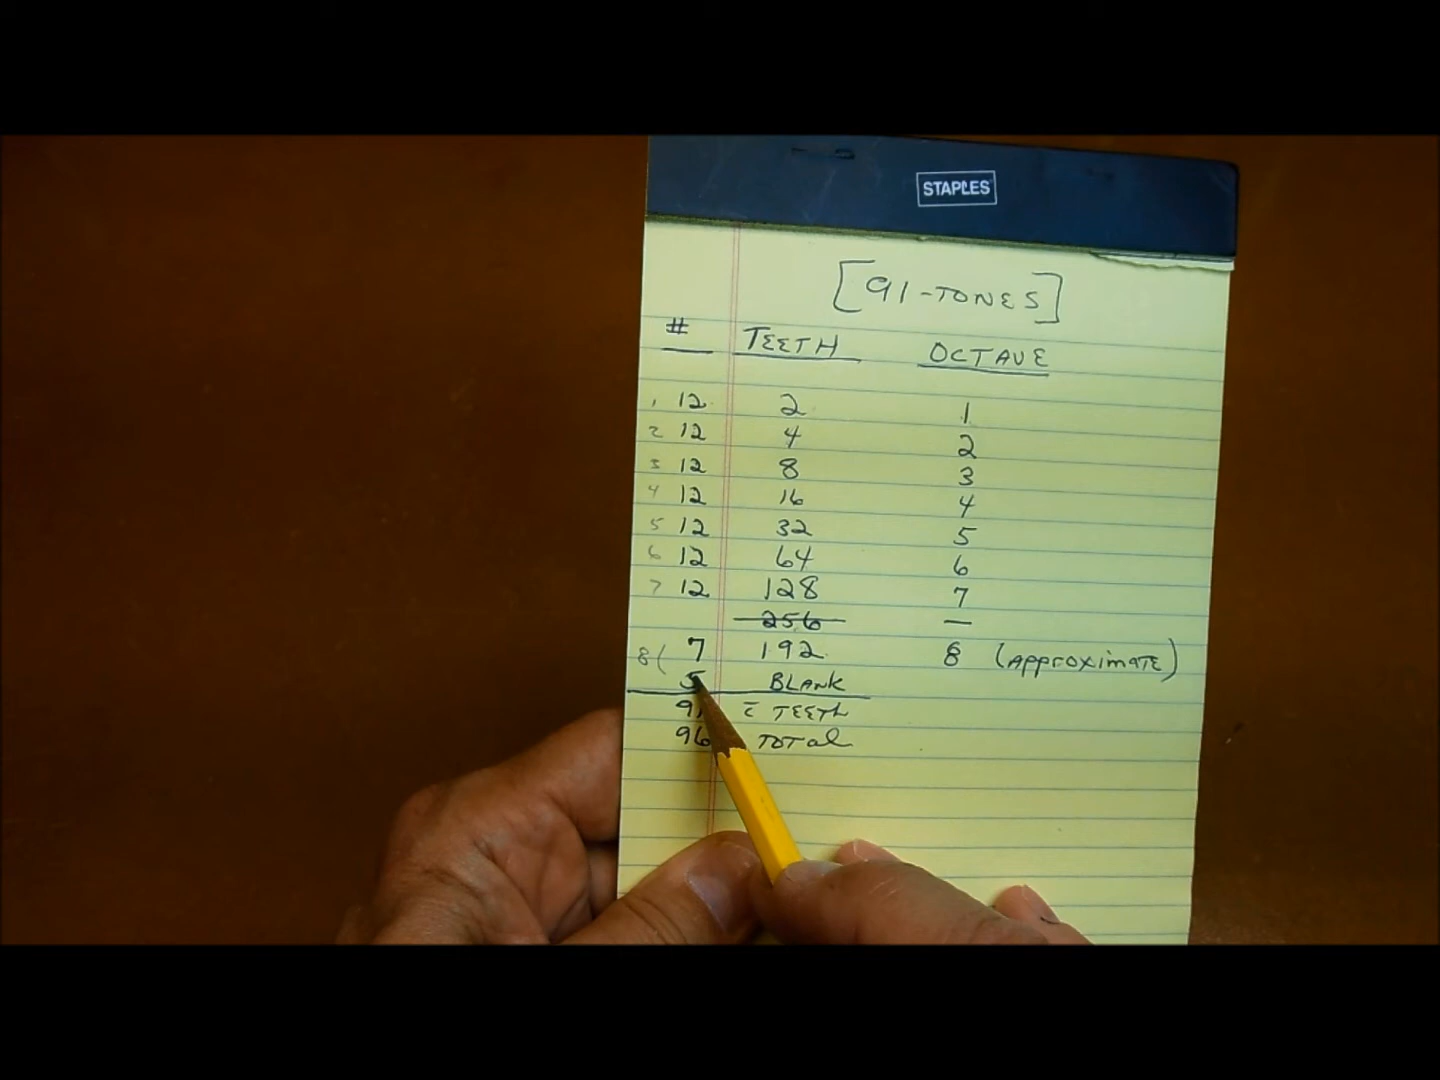 STAPLES
[91-TONES]
# TEETH OCTAVE
1 12 2 1
2 12 4 2
3 12 8 3
4 12 16 4
5 12 32 5
6 12 64 6
7 12 128 7
256 —
8( 7 192 8 (APPROXIMATE)
5 BLANK
91 c̄ TEETH
96 TOTAL